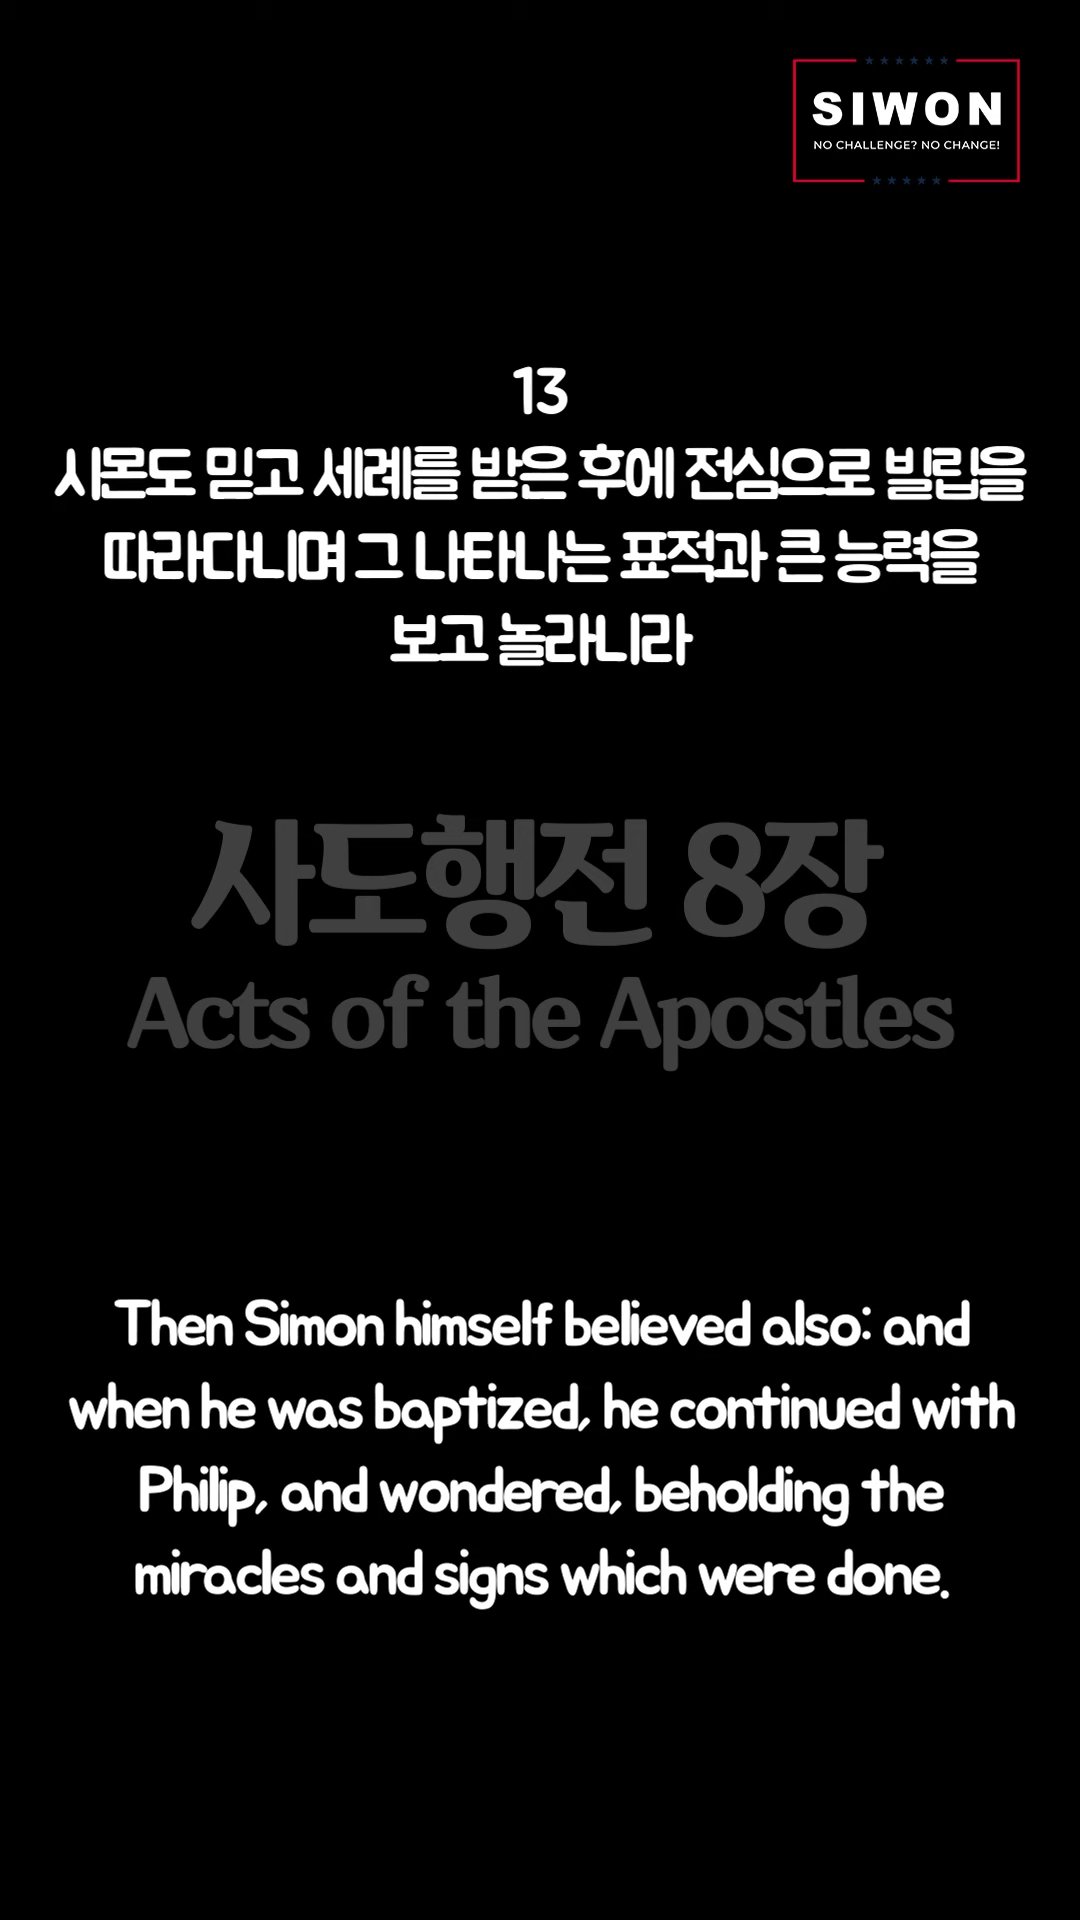 SIWON
NO CHALLENGE? NO CHANGE!
13
시몬도 믿고 세례를 받은 후에 전심으로 빌립을
따라다니며 그 나타나는 표적과 큰 능력을
보고 놀라니라
사도행전 8장
Acts of the Apostles
Then Simon himself believed also: and
when he was baptized, he continued with
Philip, and wondered, beholding the
miracles and signs which were done.